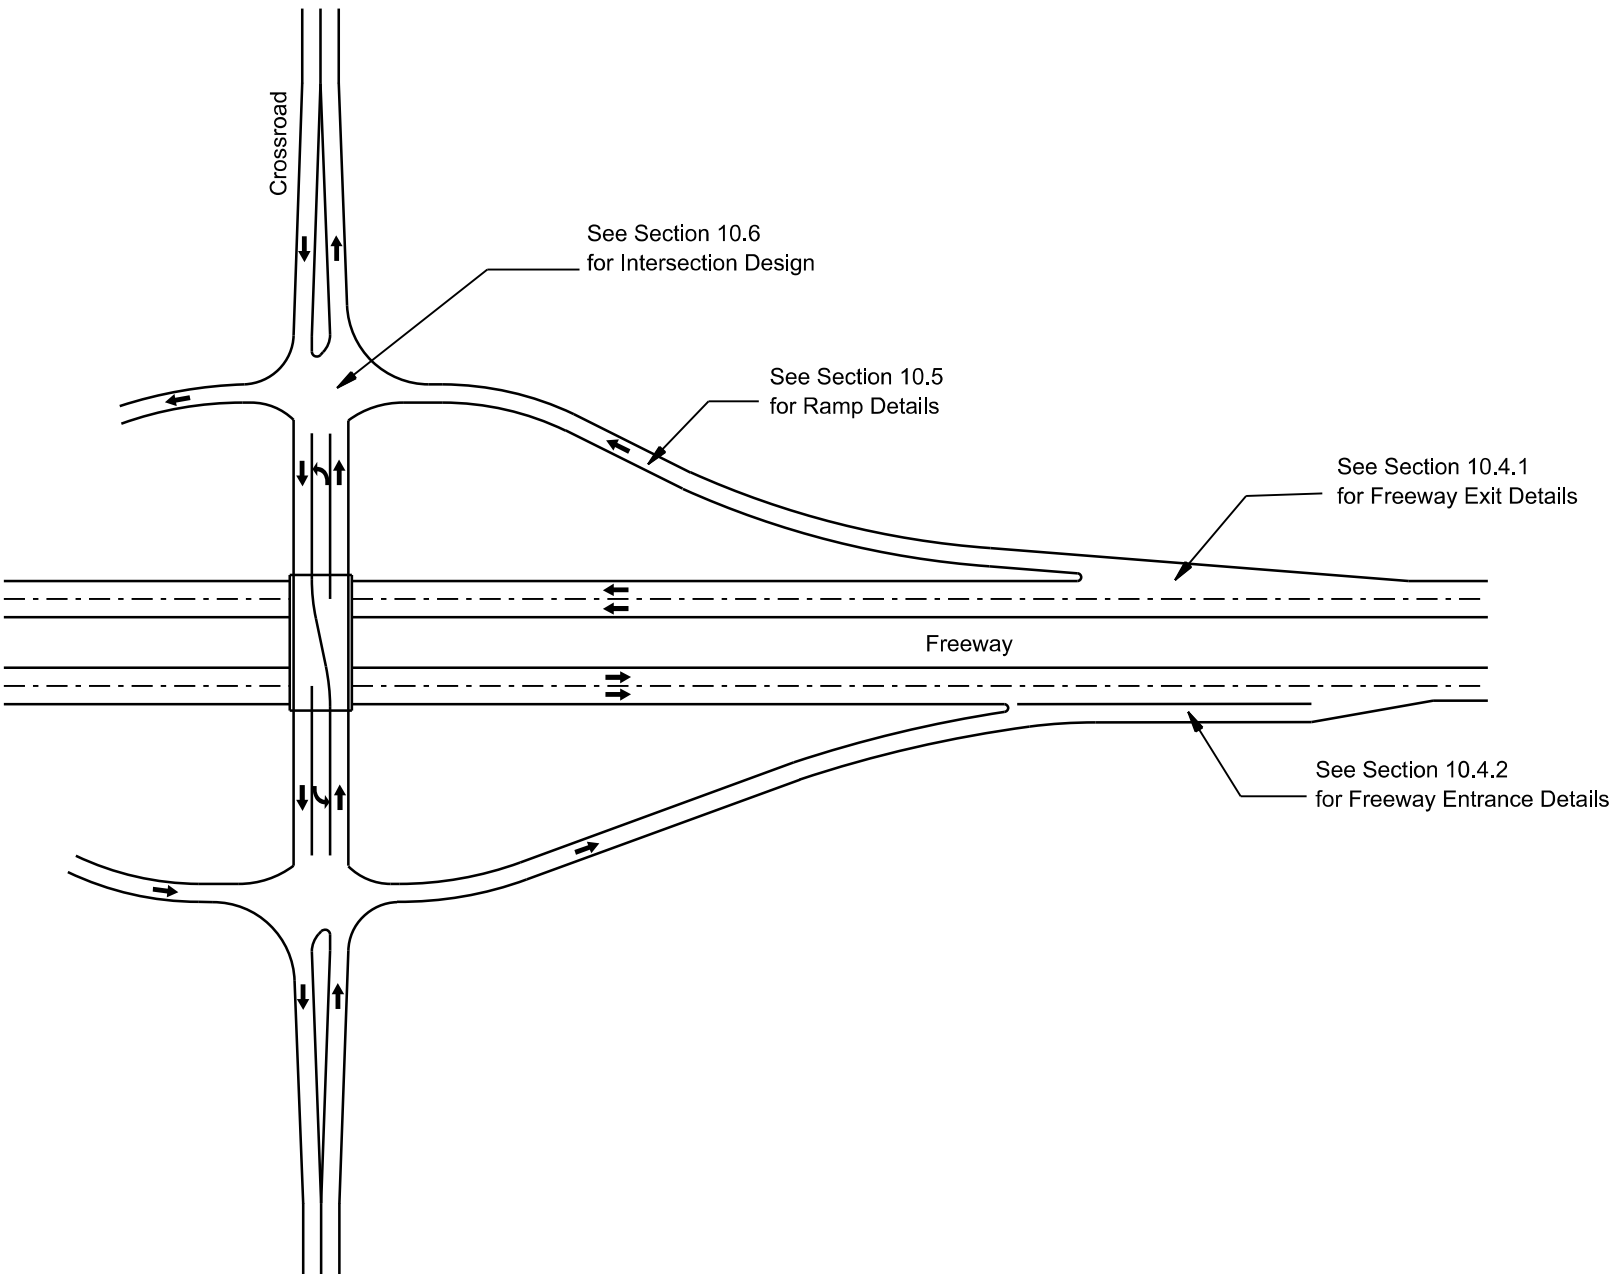 Crossroad
See Section 10.6
for Intersection Design
See Section 10.5
for Ramp Details
See Section 10.4.1
for Freeway Exit Details
Freeway
See Section 10.4.2
for Freeway Entrance Details